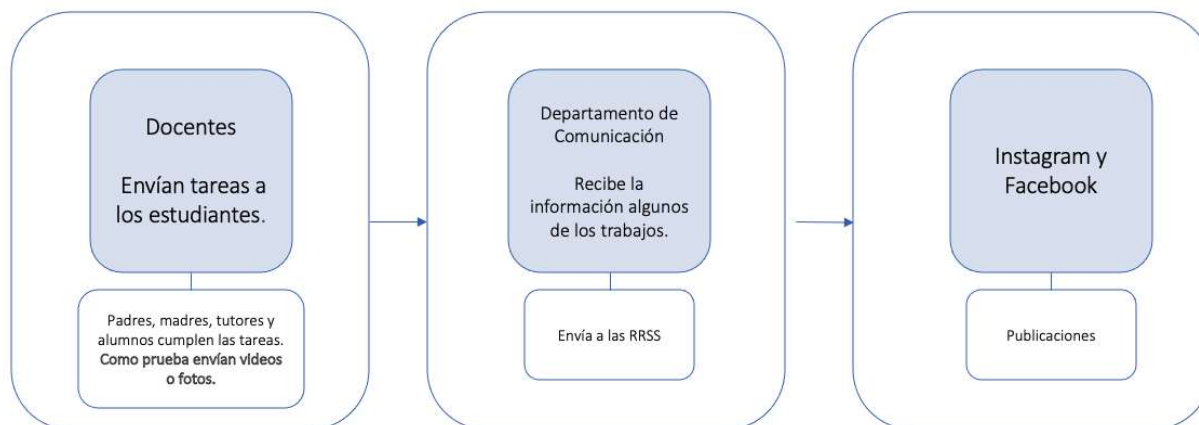 Docentes
Envían tareas a
los estudiantes.
Padres, madres, tutores y
alumnos cumplen las tareas.
Como prueba envían videos
o fotos.
Departamento de
Comunicación
Recibe la
información algunos
de los trabajos.
Envía a las RRSS
Instagram y
Facebook
Publicaciones